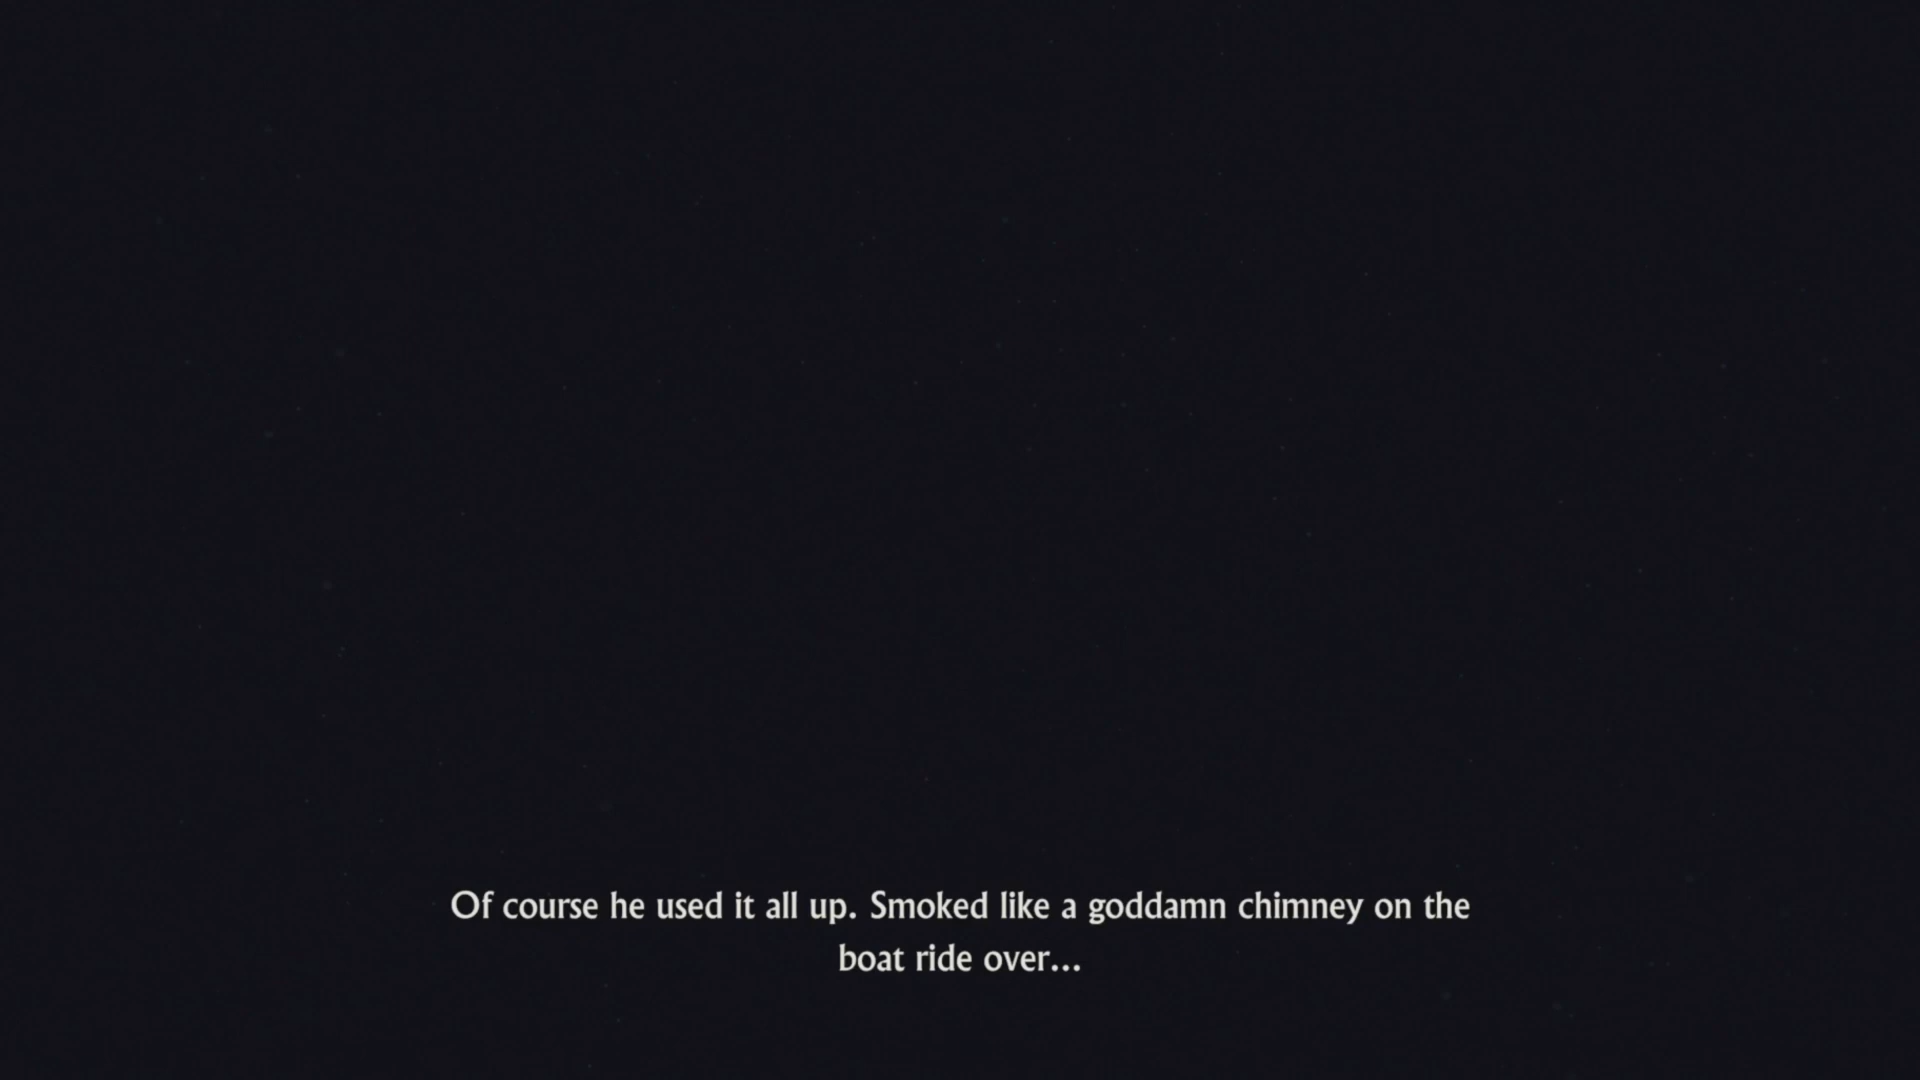 Of course he used it all up. Smoked like a goddamn chimney on the
boat ride over...